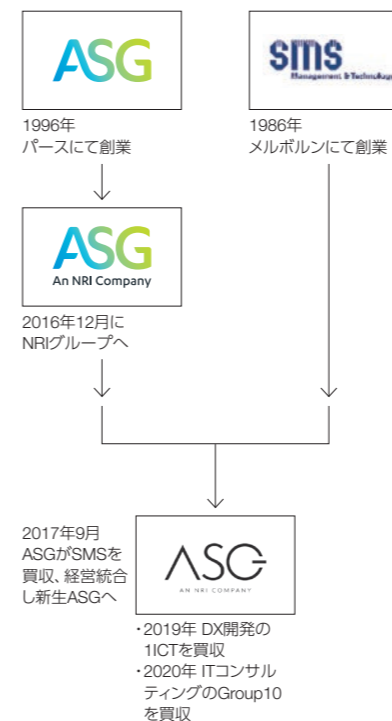 ASG
1996年
パースにて創業
sms
Management & Technology
1986年
メルボルンにて創業
ASG
An NRI Company
2016年12月に
NRIグループへ
2017年9月
ASGがSMSを
買収、経営統合
し新生ASGへ
ASG
AN NRI COMPANY
・2019年 DX開発の
1ICTを買収
・2020年 ITコンサル
ティングのGroup10
を買収